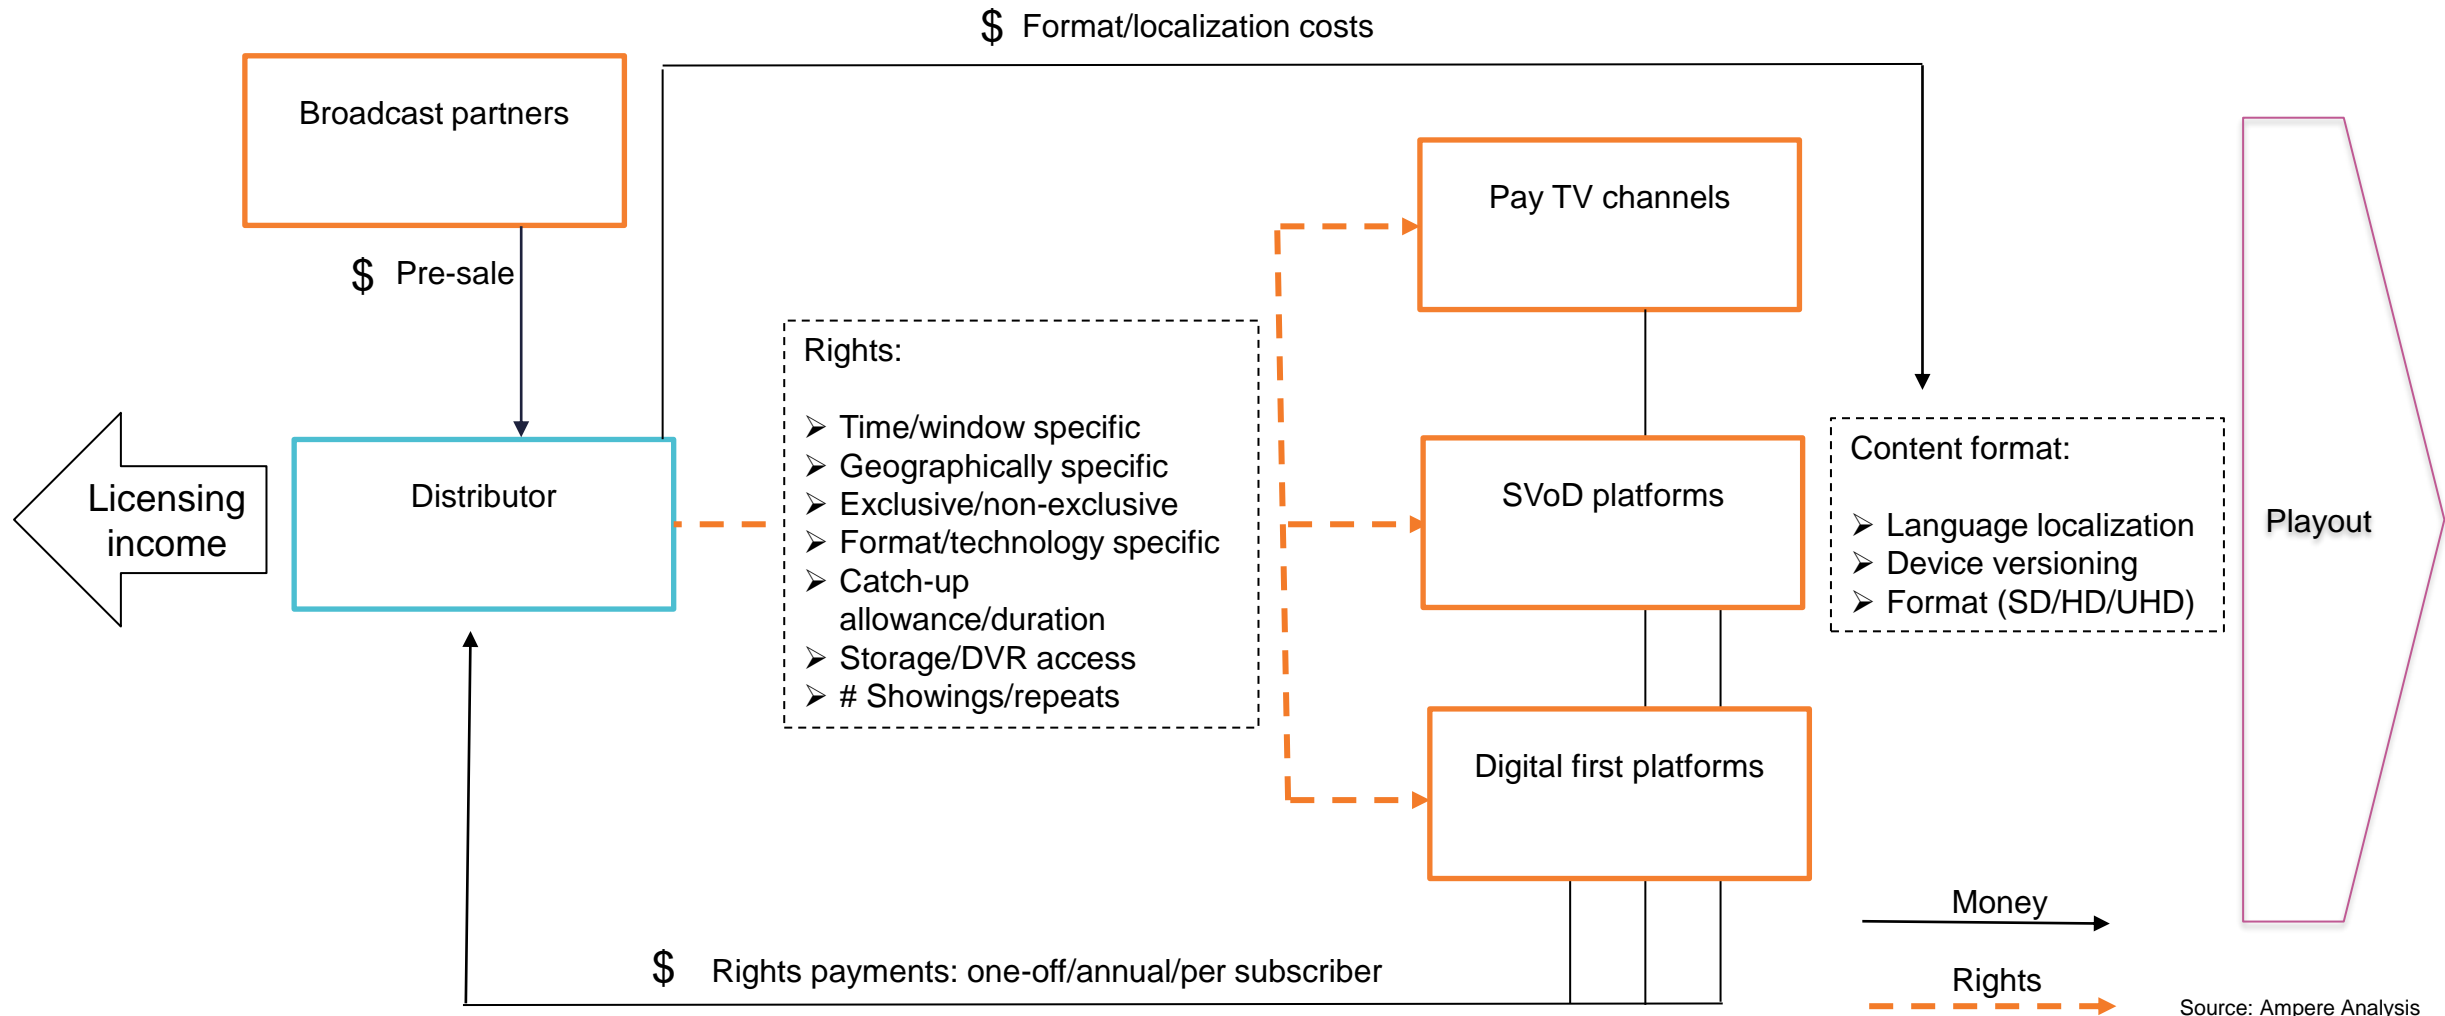 $ Format/localization costs
Broadcast partners
Pay TV channels
$ Pre-sale
Rights:
➢ Time/window specific
➢ Geographically specific
➢ Exclusive/non-exclusive
➢ Format/technology specific
➢ Catch-up
allowance/duration
➢ Storage/DVR access
➢ # Showings/repeats
Licensing
income
Distributor
SVoD platforms
Content format:
➢ Language localization
➢ Device versioning
➢ Format (SD/HD/UHD)
Playout
Digital first platforms
$ Rights payments: one-off/annual/per subscriber
Money
Rights
Source: Ampere Analysis